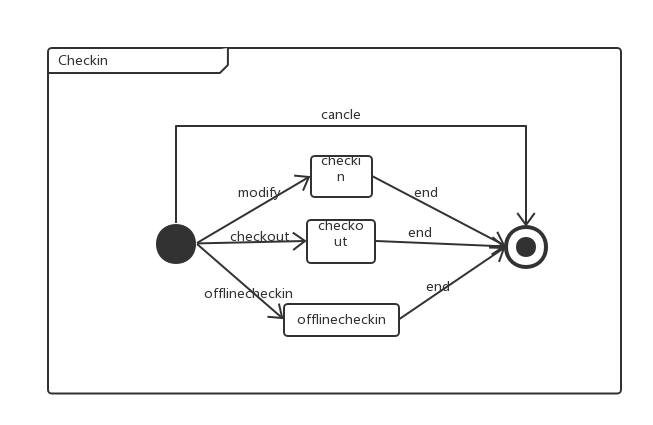 Checkin
cancle
checki
n
modify
end
checko
ut
checkout
end
offlinecheckin
end
offlinecheckin